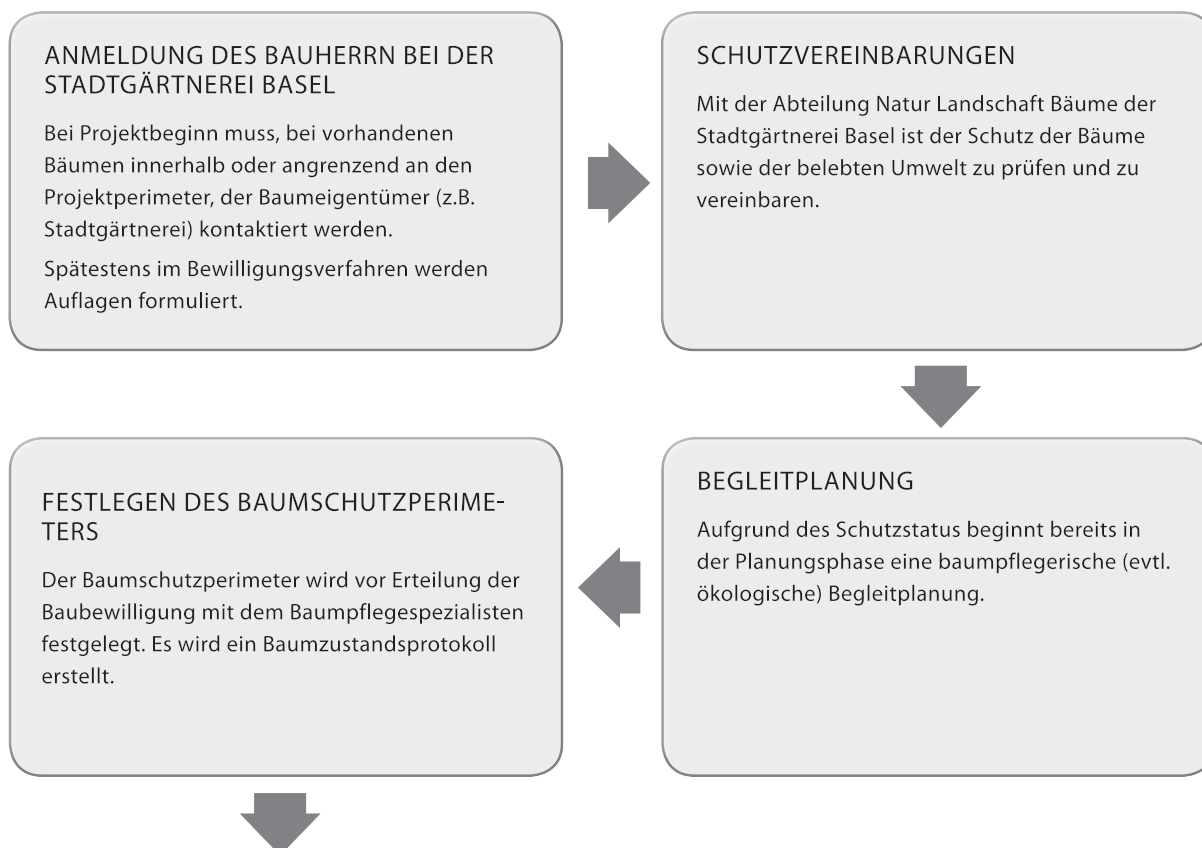 ANMELDUNG DES BAUHERRN BEI DER
STADTGÄRTNEREI BASEL
Bei Projektbeginn muss, bei vorhandenen
Bäumen innerhalb oder angrenzend an den
Projektperimeter, der Baumeigentümer (z.B.
Stadtgärtnerei) kontaktiert werden.
Spätestens im Bewilligungsverfahren werden
Auflagen formuliert.
SCHUTZVEREINBARUNGEN
Mit der Abteilung Natur Landschaft Bäume der
Stadtgärtnerei Basel ist der Schutz der Bäume
sowie der belebten Umwelt zu prüfen und zu
vereinbaren.
BEGLEITPLANUNG
Aufgrund des Schutzstatus beginnt bereits in
der Planungsphase eine baumpflegerische (evtl.
ökologische) Begleitplanung.
FESTLEGEN DES BAUMSCHUTZPERIME-
TERS
Der Baumschutzperimeter wird vor Erteilung der
Baubewilligung mit dem Baumpflegespezialisten
festgelegt. Es wird ein Baumzustandsprotokoll
erstellt.